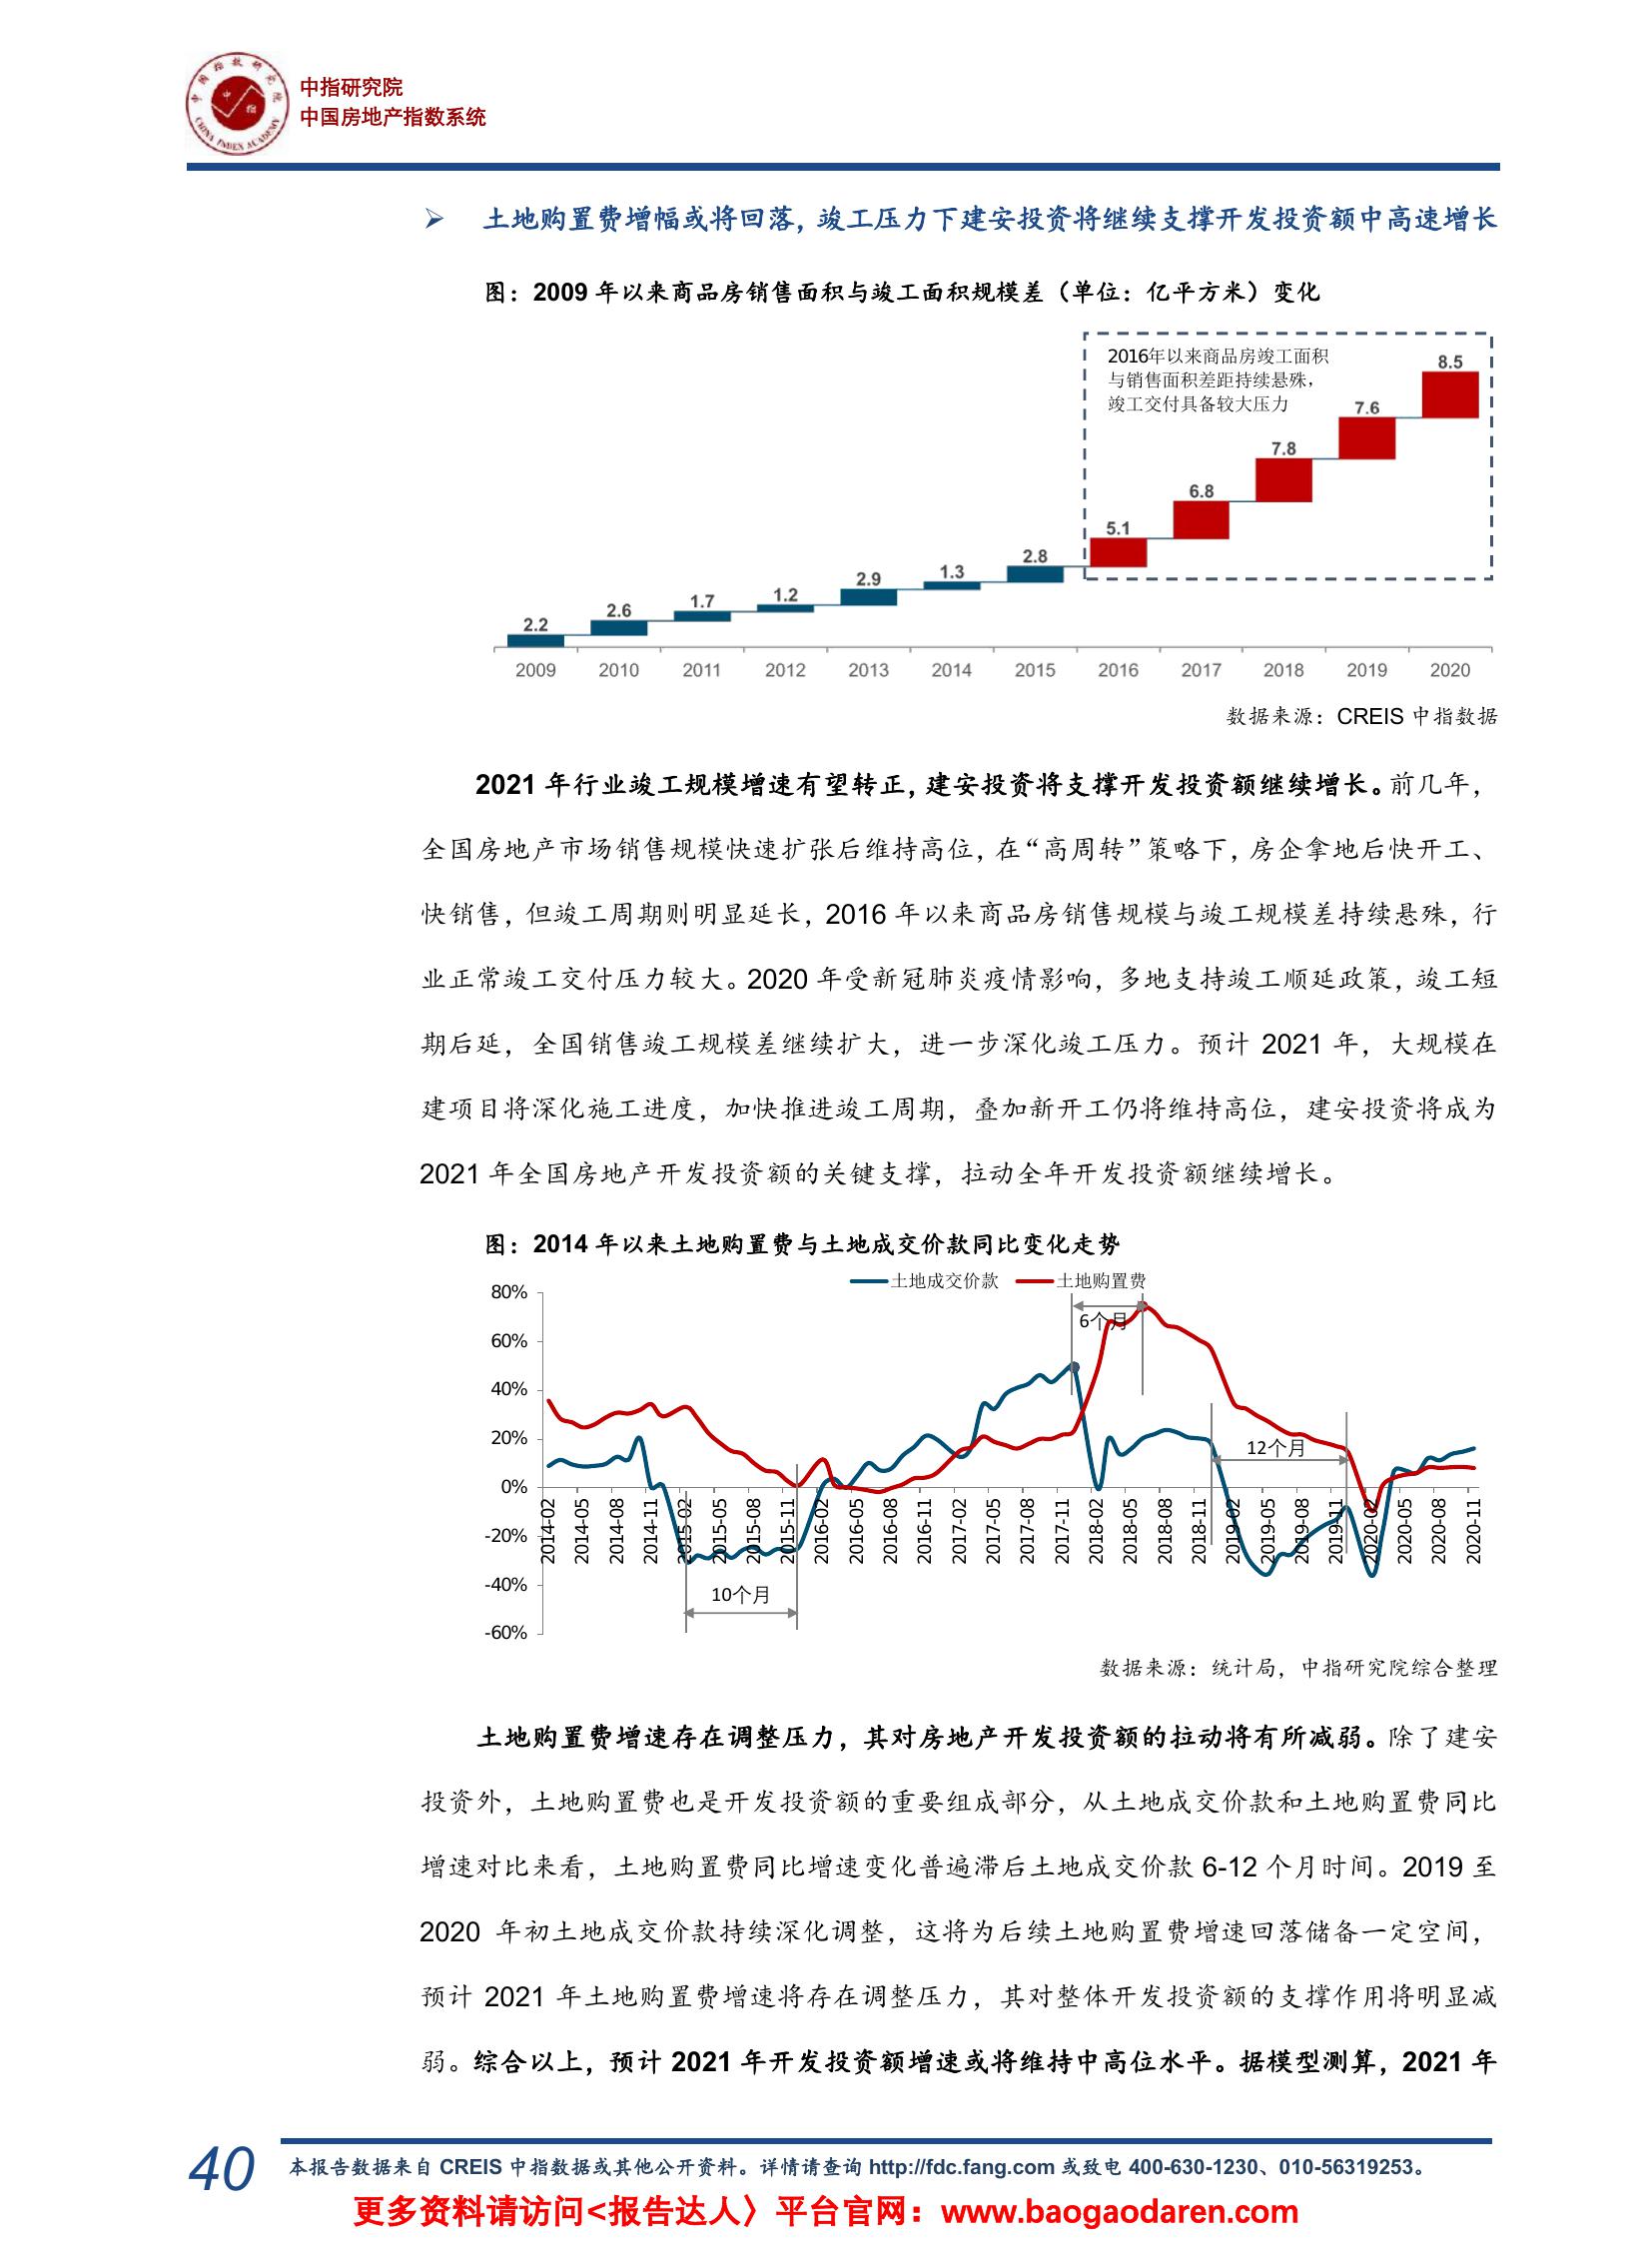 中指研究院
中国房地产指数系统
中国指数研究院
CHINA INDEX ACADEMY
中指
➢ 土地购置费增幅或将回落，竣工压力下建安投资将继续支撑开发投资额中高速增长
图：2009 年以来商品房销售面积与竣工面积规模差（单位：亿平方米）变化
2016年以来商品房竣工面积
与销售面积差距持续悬殊，
竣工交付具备较大压力
2.2 2.6 1.7 1.2 2.9 1.3 2.8 5.1 6.8 7.8 7.6 8.5
2009 2010 2011 2012 2013 2014 2015 2016 2017 2018 2019 2020
数据来源：CREIS 中指数据
2021 年行业竣工规模增速有望转正，建安投资将支撑开发投资额继续增长。前几年，
全国房地产市场销售规模快速扩张后维持高位，在“高周转”策略下，房企拿地后快开工、
快销售，但竣工周期则明显延长，2016 年以来商品房销售规模与竣工规模差持续悬殊，行
业正常竣工交付压力较大。2020 年受新冠肺炎疫情影响，多地支持竣工顺延政策，竣工短
期后延，全国销售竣工规模差继续扩大，进一步深化竣工压力。预计 2021 年，大规模在
建项目将深化施工进度，加快推进竣工周期，叠加新开工仍将维持高位，建安投资将成为
2021 年全国房地产开发投资额的关键支撑，拉动全年开发投资额继续增长。
图：2014 年以来土地购置费与土地成交价款同比变化走势
土地成交价款 土地购置费
80%
60%
40%
20%
0%
-20%
-40%
-60%
6个月
12个月
10个月
2014-02 2014-05 2014-08 2014-11 2015-02 2015-05 2015-08 2015-11 2016-02 2016-05 2016-08 2016-11 2017-02 2017-05 2017-08 2017-11 2018-02 2018-05 2018-08 2018-11 2019-02 2019-05 2019-08 2019-11 2020-02 2020-05 2020-08 2020-11
数据来源：统计局，中指研究院综合整理
土地购置费增速存在调整压力，其对房地产开发投资额的拉动将有所减弱。除了建安
投资外，土地购置费也是开发投资额的重要组成部分，从土地成交价款和土地购置费同比
增速对比来看，土地购置费同比增速变化普遍滞后土地成交价款 6-12 个月时间。2019 至
2020 年初土地成交价款持续深化调整，这将为后续土地购置费增速回落储备一定空间，
预计 2021 年土地购置费增速将存在调整压力，其对整体开发投资额的支撑作用将明显减
弱。综合以上，预计 2021 年开发投资额增速或将维持中高位水平。据模型测算，2021 年
40
本报告数据来自 CREIS 中指数据或其他公开资料。详情请查询 http://fdc.fang.com 或致电 400-630-1230、010-56319253。
更多资料请访问<报告达人〉平台官网：www.baogaodaren.com